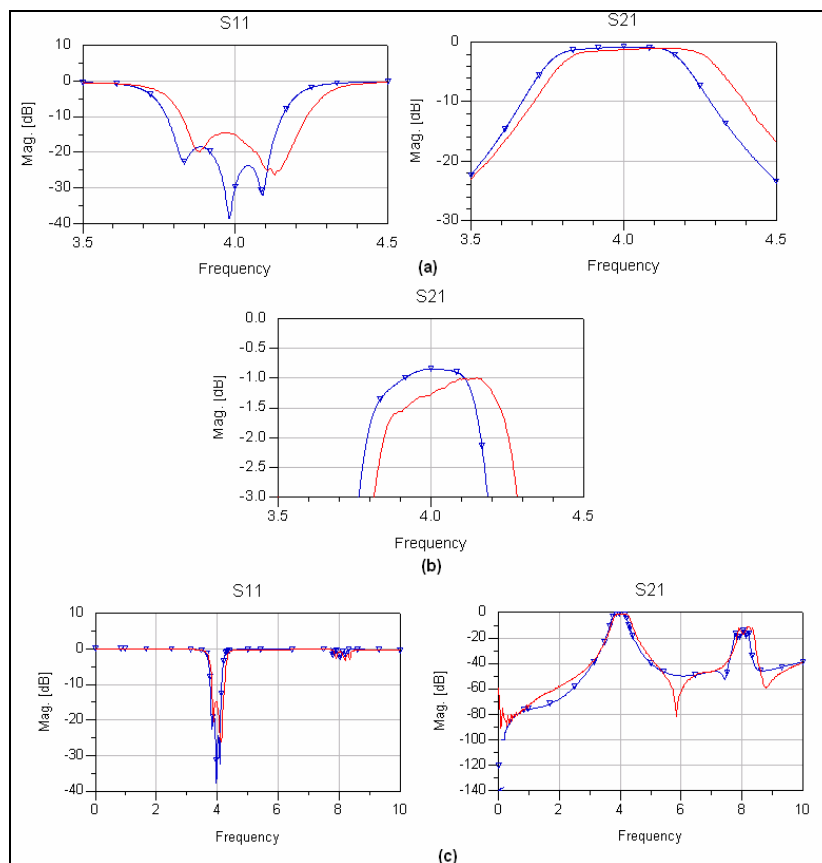 S11
S21
10
0
-10
-20
-30
-40
Mag. [dB]
3.5
4.0
4.5
Frequency
0
-10
-20
-30
Mag. [dB]
3.5
4.0
4.5
Frequency
(a)
S21
0.0
-0.5
-1.0
-1.5
-2.0
-2.5
-3.0
Mag. [dB]
3.5
4.0
4.5
Frequency
(b)
S11
S21
10
0
-10
-20
-30
-40
Mag. [dB]
0
2
4
6
8
10
Frequency
0
-20
-40
-60
-80
-100
-120
-140
Mag. [dB]
0
2
4
6
8
10
Frequency
(c)